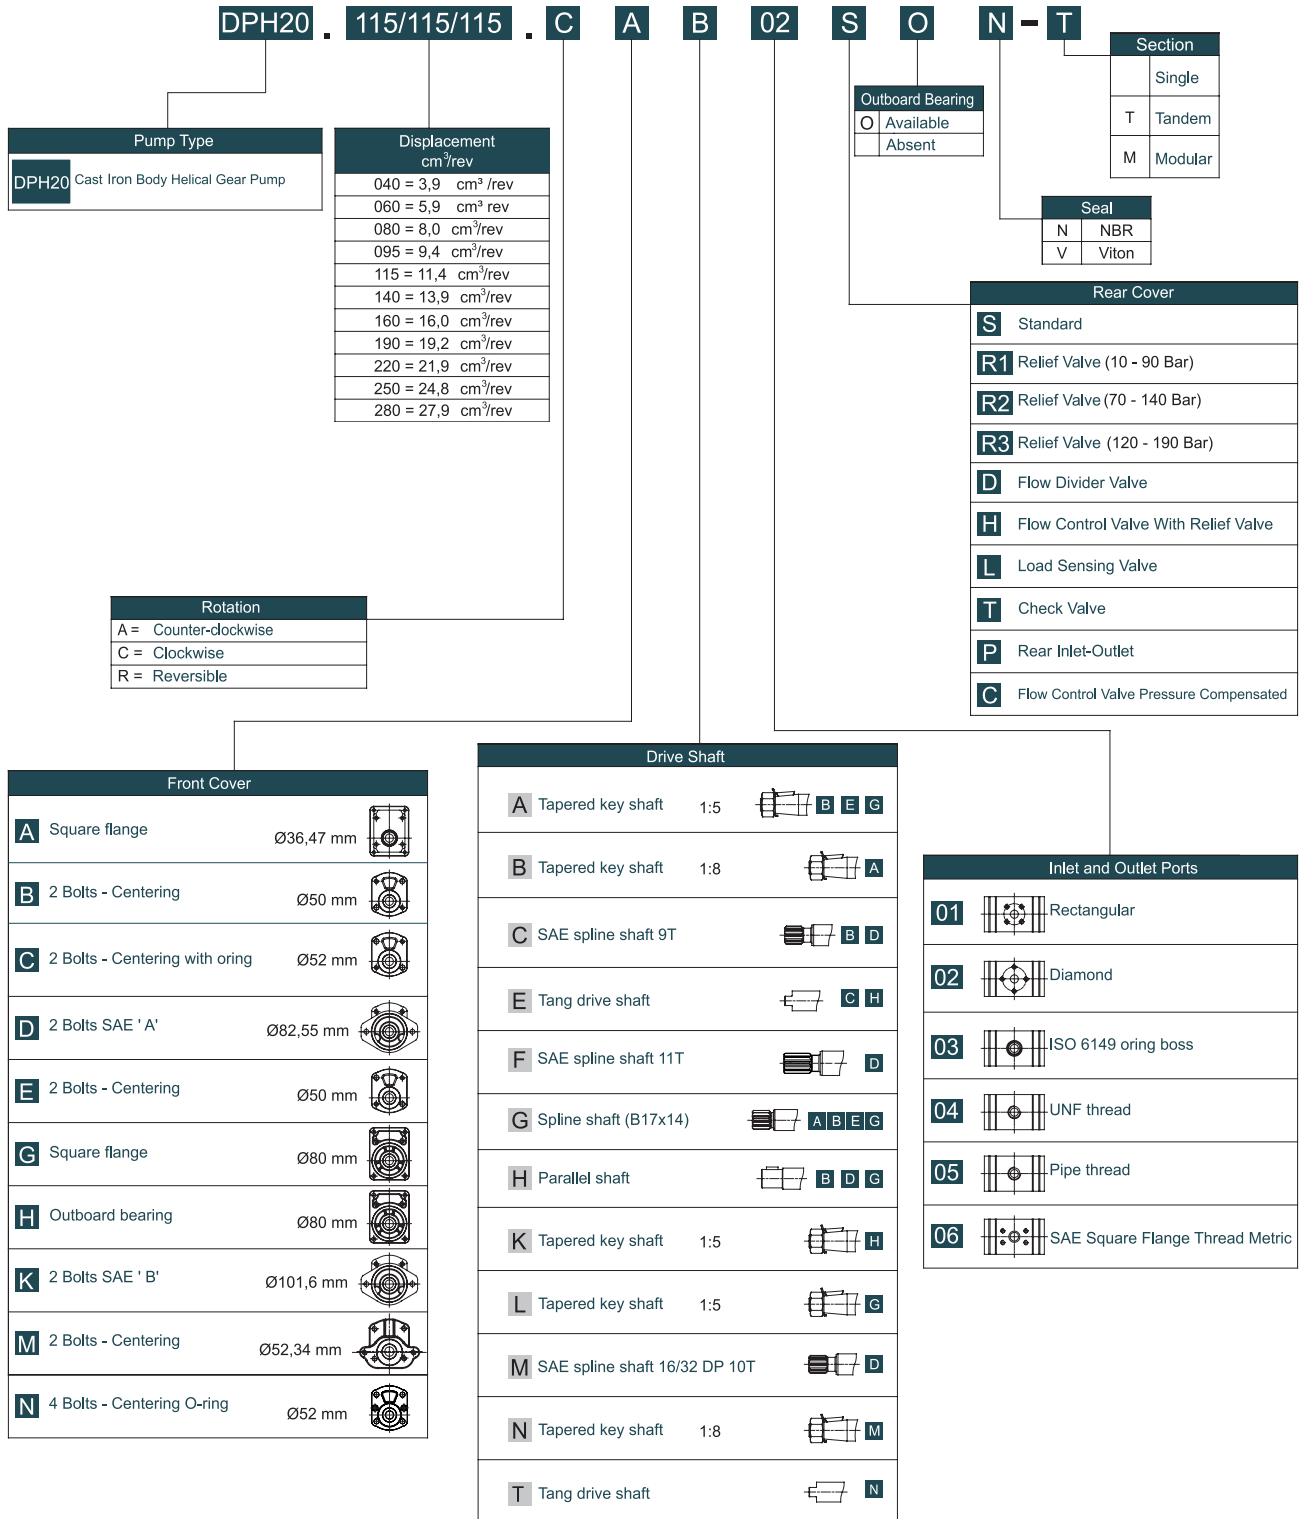 DPH20 . 115/115/115 . C A B 02 S O N - T
Section
Single
T Tandem
M Modular
Outboard Bearing
O Available
Absent
Pump Type
DPH20 Cast Iron Body Helical Gear Pump
Displacement
cm³/rev
040 = 3,9 cm³ /rev
060 = 5,9 cm³ rev
080 = 8,0 cm³/rev
095 = 9,4 cm³/rev
115 = 11,4 cm³/rev
140 = 13,9 cm³/rev
160 = 16,0 cm³/rev
190 = 19,2 cm³/rev
220 = 21,9 cm³/rev
250 = 24,8 cm³/rev
280 = 27,9 cm³/rev
Seal
N NBR
V Viton
Rear Cover
S Standard
R1 Relief Valve (10 - 90 Bar)
R2 Relief Valve (70 - 140 Bar)
R3 Relief Valve (120 - 190 Bar)
D Flow Divider Valve
H Flow Control Valve With Relief Valve
L Load Sensing Valve
T Check Valve
P Rear Inlet-Outlet
C Flow Control Valve Pressure Compensated
Rotation
A = Counter-clockwise
C = Clockwise
R = Reversible
Front Cover
A Square flange Ø36,47 mm
B 2 Bolts - Centering Ø50 mm
C 2 Bolts - Centering with oring Ø52 mm
D 2 Bolts SAE ' A' Ø82,55 mm
E 2 Bolts - Centering Ø50 mm
G Square flange Ø80 mm
H Outboard bearing Ø80 mm
K 2 Bolts SAE ' B' Ø101,6 mm
M 2 Bolts - Centering Ø52,34 mm
N 4 Bolts - Centering O-ring Ø52 mm
Drive Shaft
A Tapered key shaft 1:5 B E G
B Tapered key shaft 1:8 A
C SAE spline shaft 9T B D
E Tang drive shaft C H
F SAE spline shaft 11T D
G Spline shaft (B17x14) A B E G
H Parallel shaft B D G
K Tapered key shaft 1:5 H
L Tapered key shaft 1:5 G
M SAE spline shaft 16/32 DP 10T D
N Tapered key shaft 1:8 M
T Tang drive shaft N
Inlet and Outlet Ports
01 Rectangular
02 Diamond
03 ISO 6149 oring boss
04 UNF thread
05 Pipe thread
06 SAE Square Flange Thread Metric